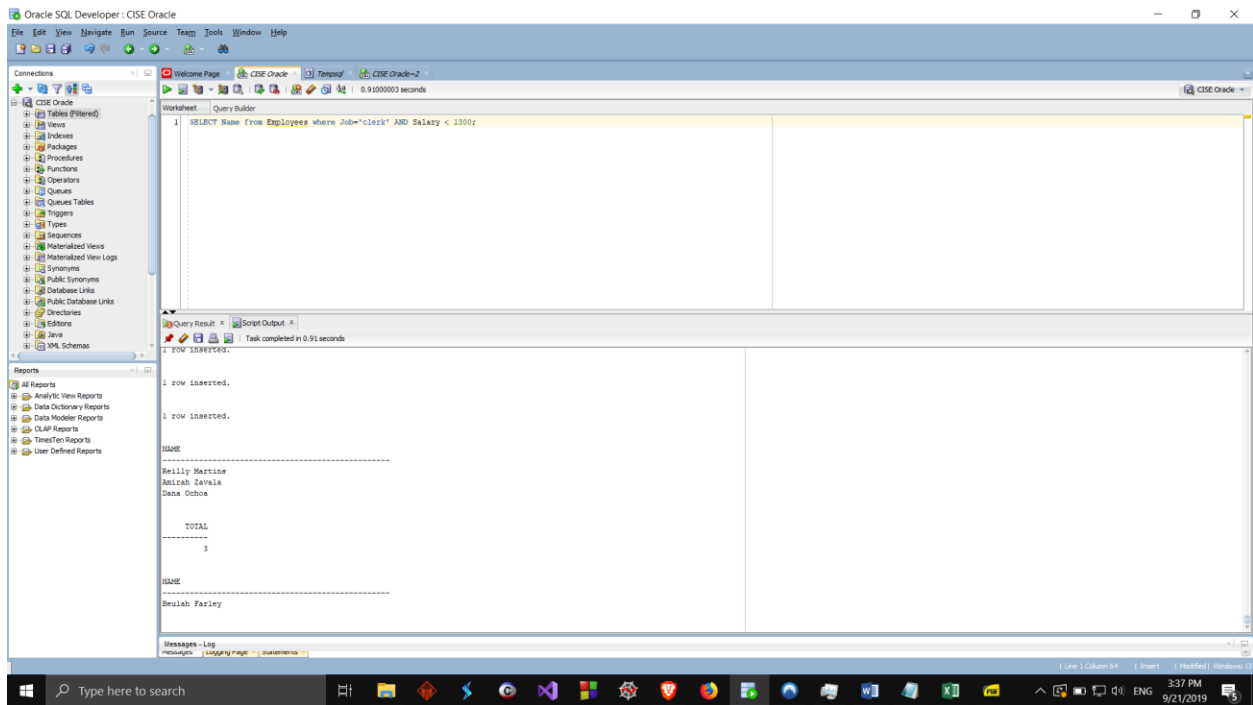 Oracle SQL Developer : CISE Oracle
File Edit View Navigate Run Source Team Tools Window Help
Connections
CISE Oracle
Tables (Filtered)
Views
Indexes
Packages
Procedures
Functions
Operators
Queues
Queues Tables
Triggers
Types
Sequences
Materialized Views
Materialized View Logs
Synonyms
Public Synonyms
Database Links
Public Database Links
Directories
Editions
Java
XML Schemas
Reports
All Reports
Analytic View Reports
Data Dictionary Reports
Data Modeler Reports
OLAP Reports
TimesTen Reports
User Defined Reports
Welcome Page CISE Oracle Tempsql CISE Oracle~2
0.91000003 seconds
CISE Oracle
Worksheet Query Builder
1 SELECT Name from Employees where Job='clerk' AND Salary < 1300;
Query Result × Script Output ×
Task completed in 0.91 seconds
1 row inserted.
1 row inserted.
1 row inserted.
NAME
--------------------------------------------------
Reilly Martins
Amirah Zavala
Dana Ochoa
TOTAL
----------
3
NAME
--------------------------------------------------
Beulah Farley
Messages - Log
Messages Logging Page Statements
Line 1 Column 64 Insert Modified Windows: C
Type here to search
ENG
3:37 PM
9/21/2019
5